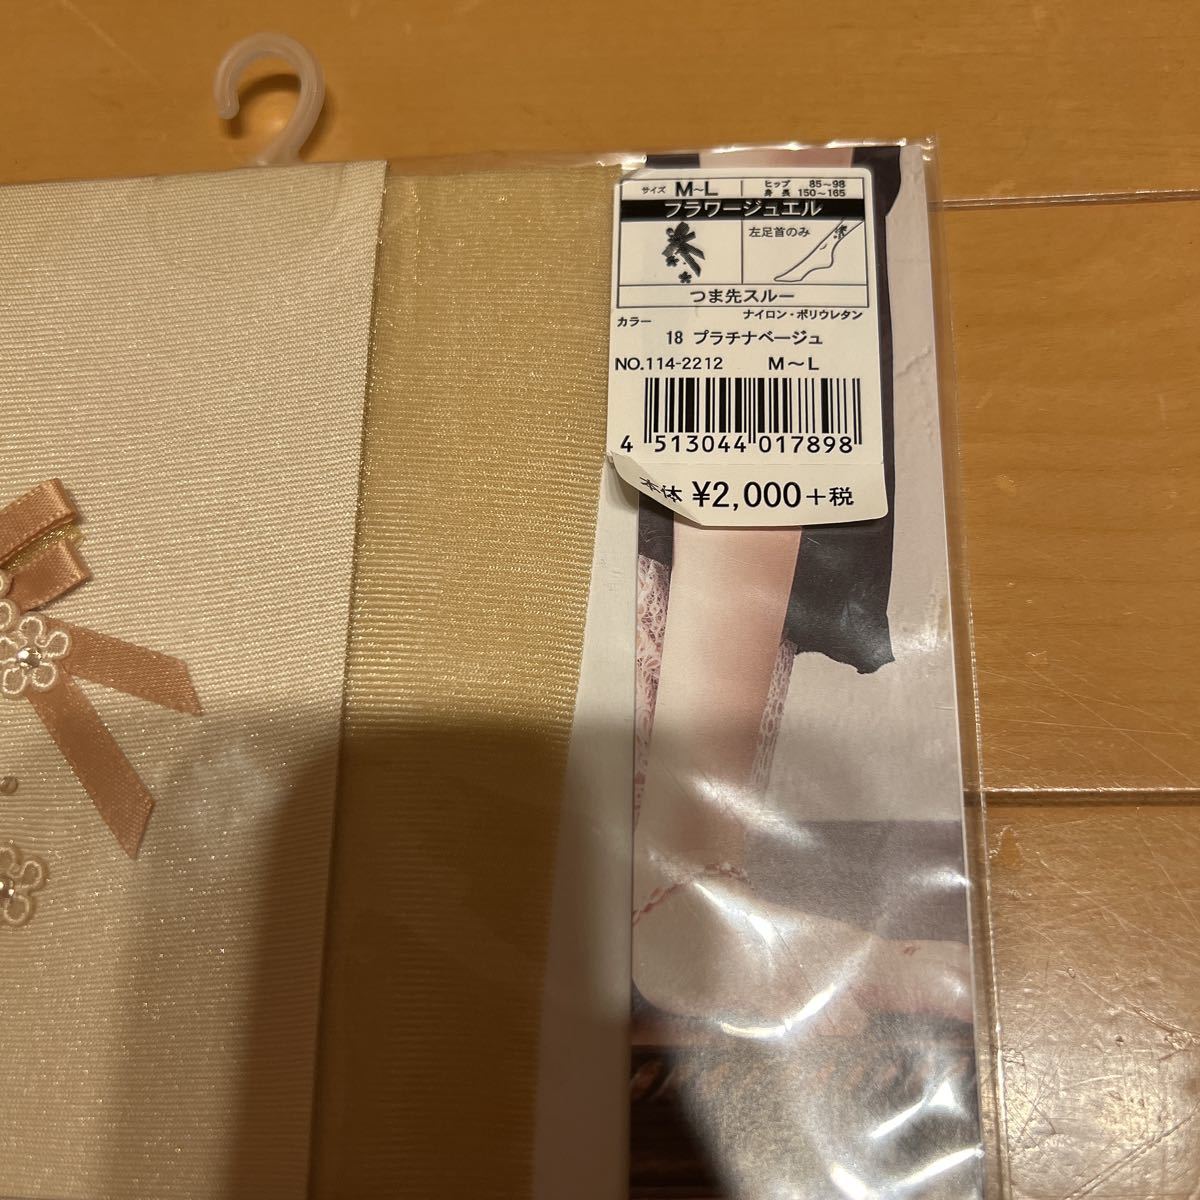 サイズ M~L ヒップ 85~98
身長 150~165
フラワージュエル
左足首のみ
つま先スルー
ナイロン・ポリウレタン
カラー
18 プラチナベージュ
NO.114-2212 M~L
4 513044 017898
本体 ¥2,000+税